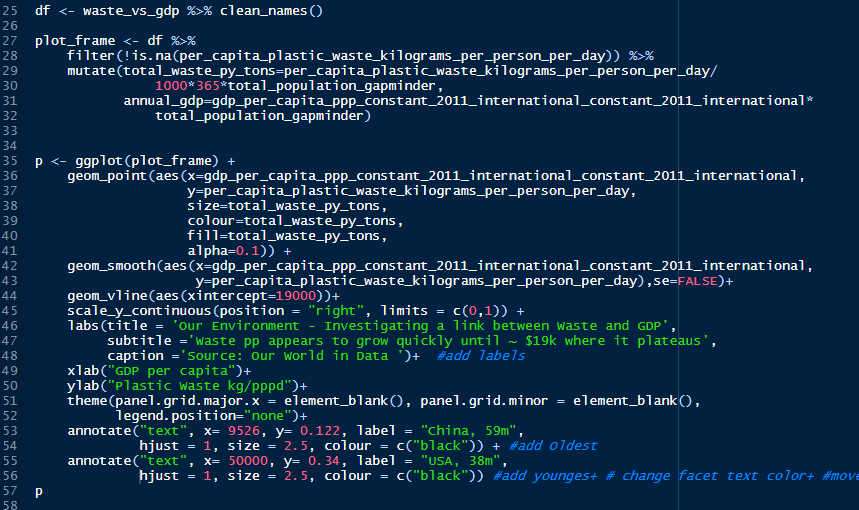 25 df <- waste_vs_gdp %>% clean_names()
26
27 plot_frame <- df %>%
28     filter(!is.na(per_capita_plastic_waste_kilograms_per_person_per_day)) %>%
29     mutate(total_waste_py_tons=per_capita_plastic_waste_kilograms_per_person_per_day/
30                1000*365*total_population_gapminder,
31            annual_gdp=gdp_per_capita_ppp_constant_2011_international_constant_2011_international*
32                total_population_gapminder)
33
34
35 p <- ggplot(plot_frame) +
36     geom_point(aes(x=gdp_per_capita_ppp_constant_2011_international_constant_2011_international,
37                    y=per_capita_plastic_waste_kilograms_per_person_per_day,
38                    size=total_waste_py_tons,
39                    colour=total_waste_py_tons,
40                    fill=total_waste_py_tons,
41                    alpha=0.1)) +
42     geom_smooth(aes(x=gdp_per_capita_ppp_constant_2011_international_constant_2011_international,
43                     y=per_capita_plastic_waste_kilograms_per_person_per_day),se=FALSE)+
44     geom_vline(aes(xintercept=19000))+
45     scale_y_continuous(position = "right", limits = c(0,1)) +
46     labs(title = 'Our Environment - Investigating a link between Waste and GDP',
47          subtitle ='Waste pp appears to grow quickly until ~ $19k where it plateaus',
48          caption ='Source: Our World in Data ')+  #add labels
49     xlab("GDP per capita")+
50     ylab("Plastic Waste kg/pppd")+
51     theme(panel.grid.major.x = element_blank(), panel.grid.minor = element_blank(),
52           legend.position="none")+
53     annotate("text", x= 9526, y= 0.122, label = "China, 59m",
54              hjust = 1, size = 2.5, colour = c("black")) + #add Oldest
55     annotate("text", x= 50000, y= 0.34, label = "USA, 38m",
56              hjust = 1, size = 2.5, colour = c("black")) #add younges+ # change facet text color+ #move
57 p
58